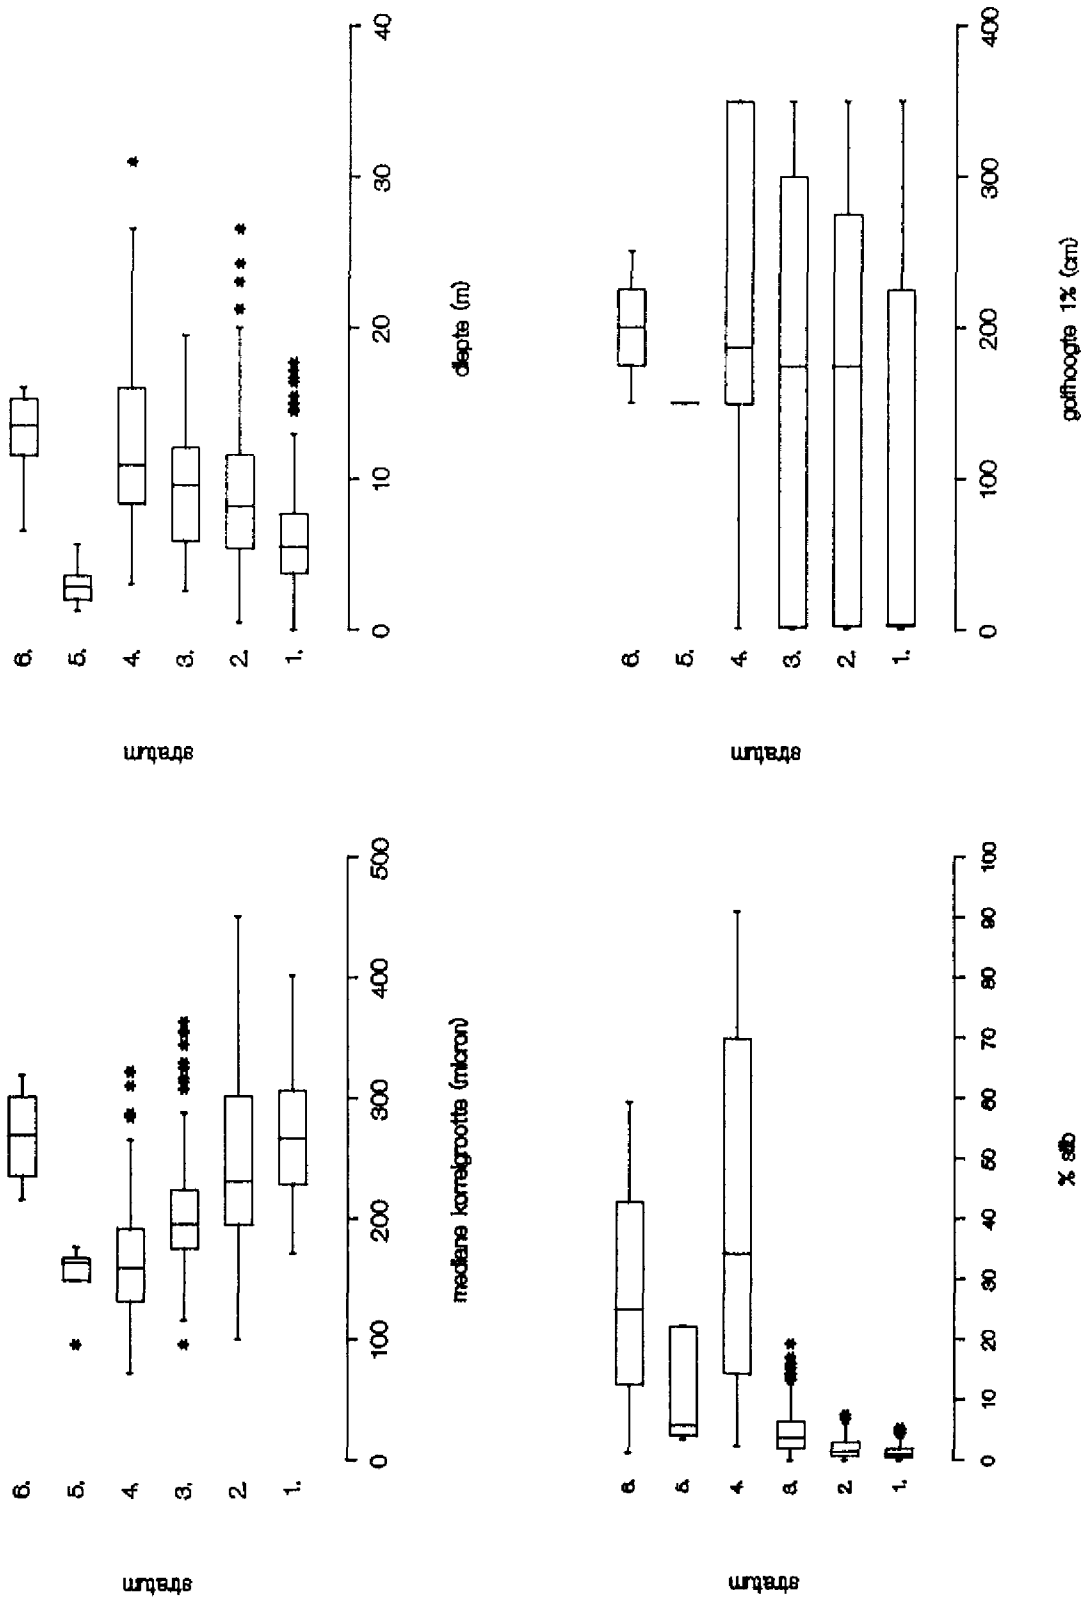 stratum
6.
5.
4.
3.
2.
1.
0 100 200 300 400 500
mediane korrelgrootte (micron)
stratum
6.
5.
4.
3.
2.
1.
0 10 20 30 40
diepte (m)
stratum
6.
5.
4.
3.
2.
1.
0 10 20 30 40 50 60 70 80 90 100
% slib
stratum
6.
5.
4.
3.
2.
1.
0 100 200 300 400
golfhoogte 1% (cm)